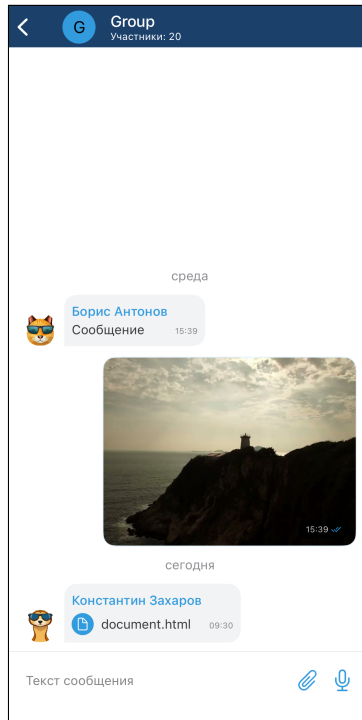 G
Group
Участники: 20
среда
Борис Антонов
Сообщение 15:39
15:39
сегодня
Константин Захаров
document.html 09:30
Текст сообщения